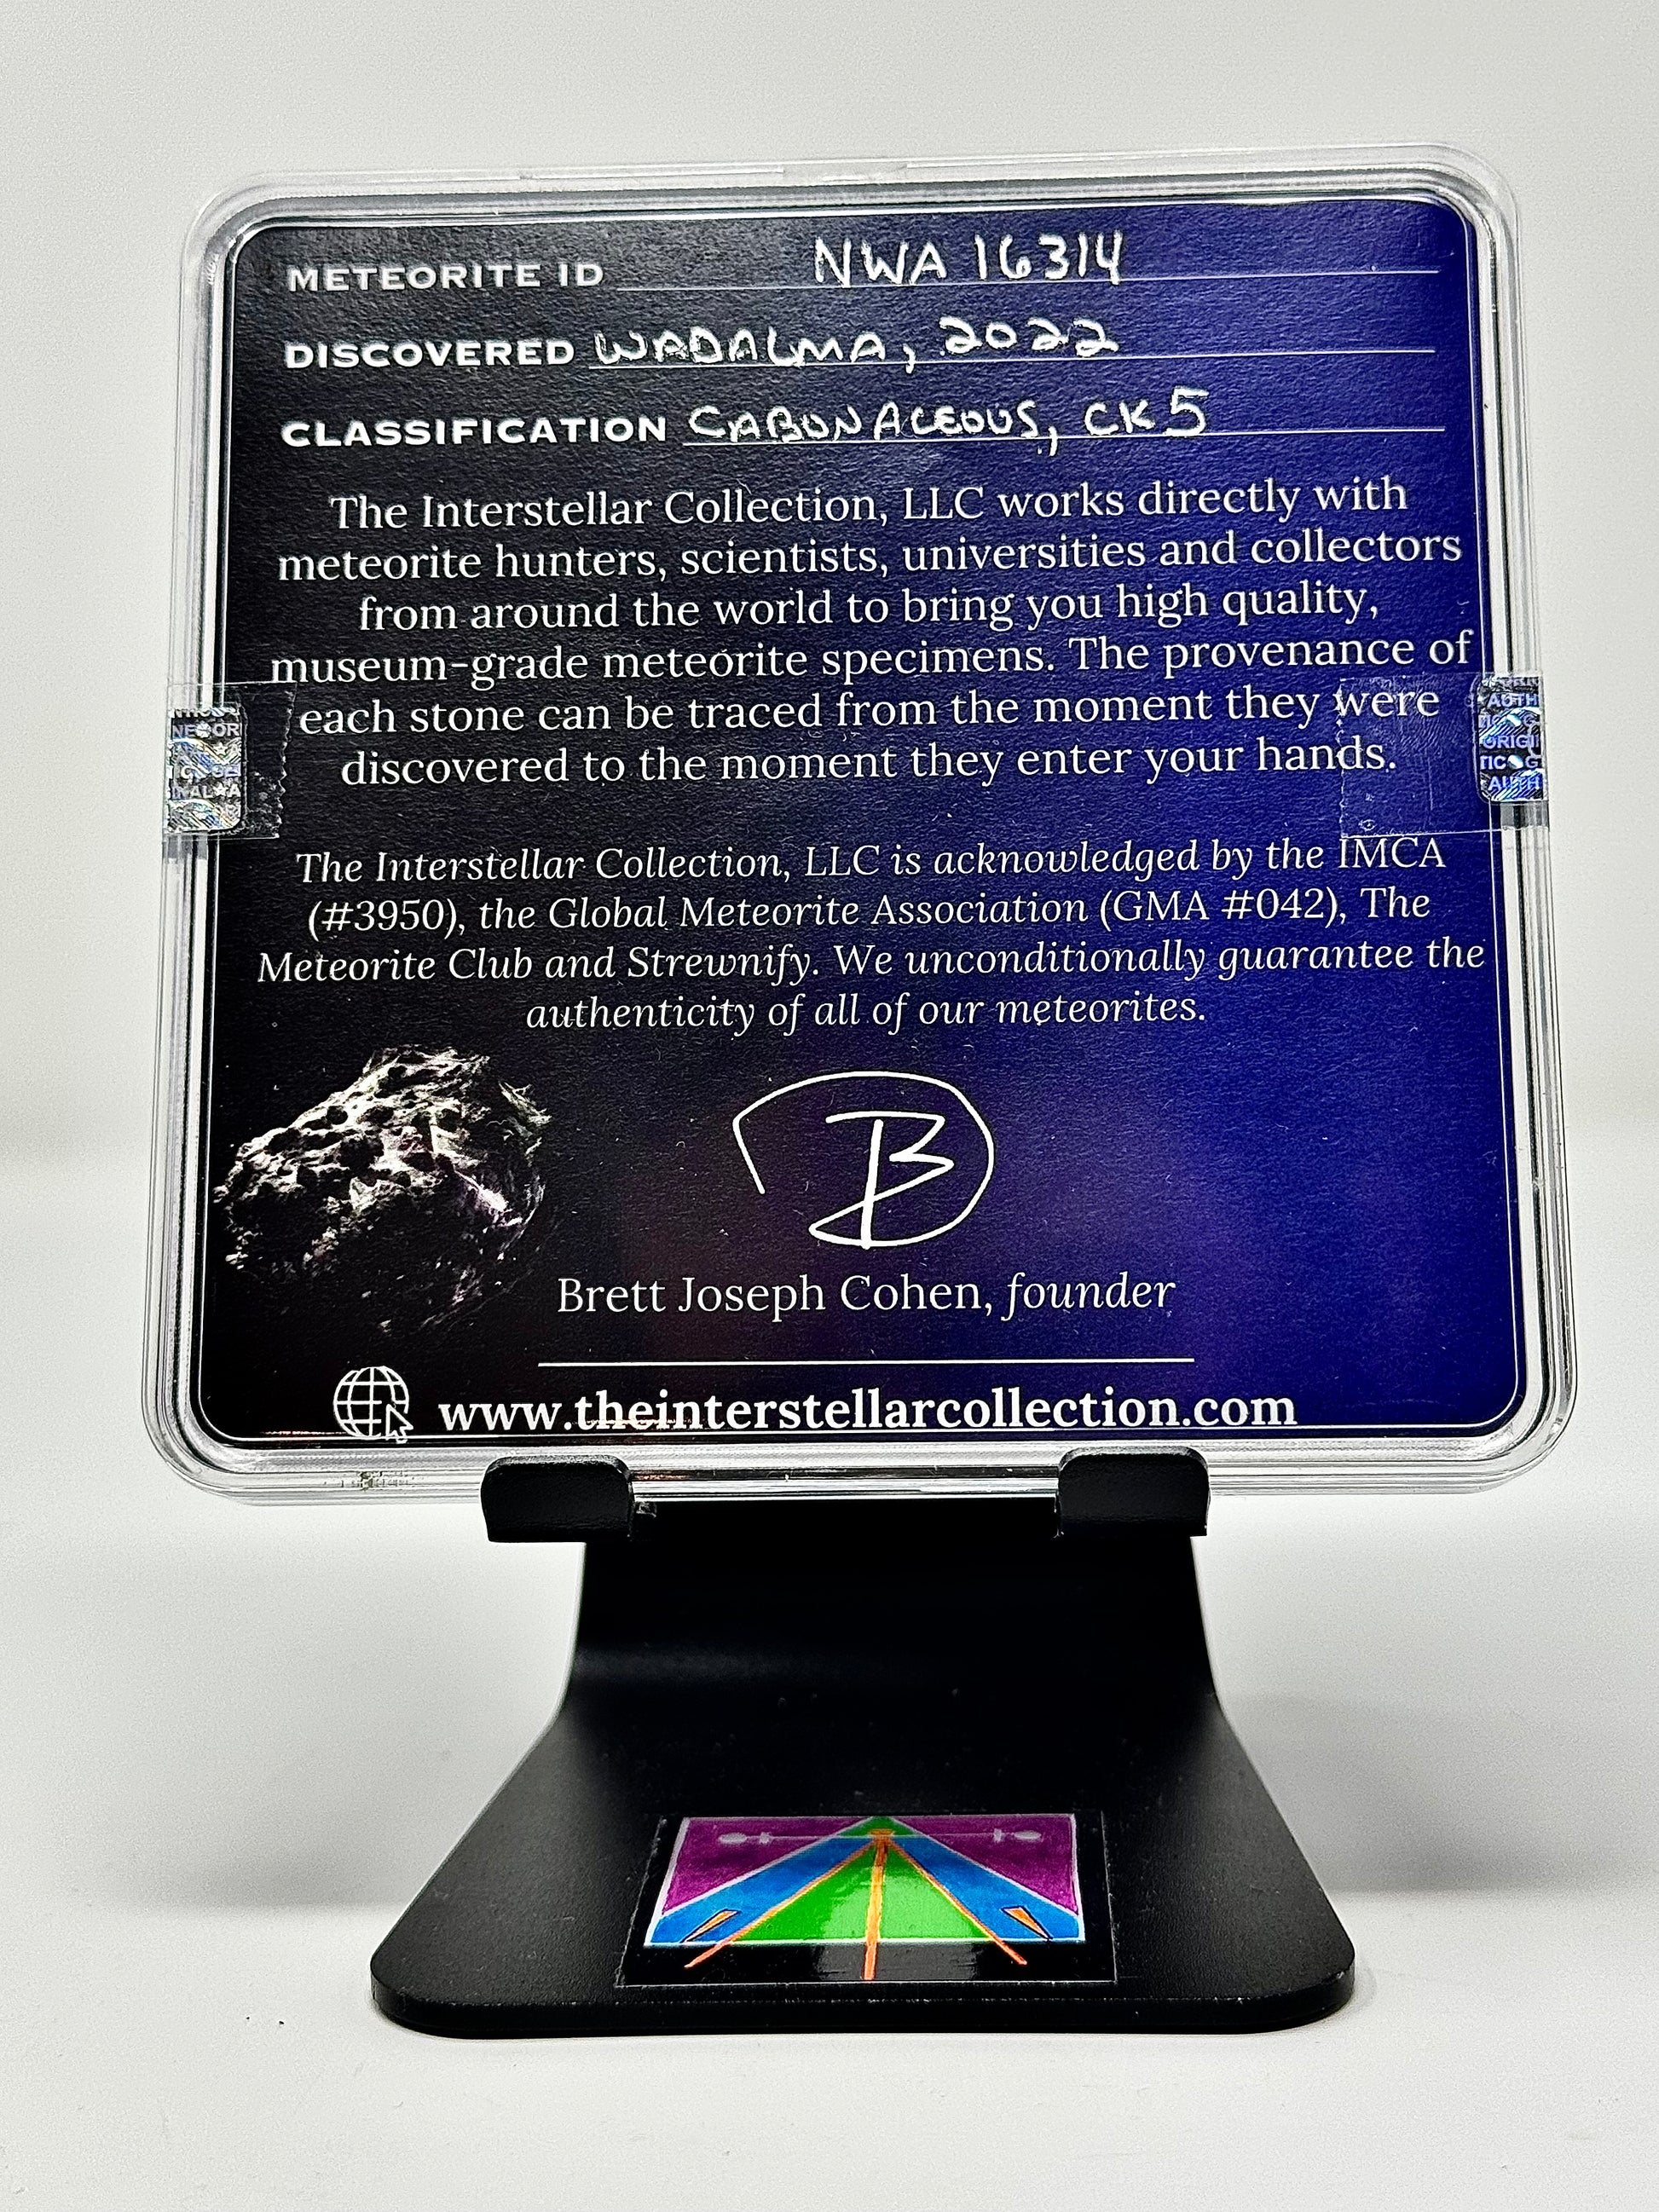 METEORITE ID NWA 16314
DISCOVERED WADALMA, 2022
CLASSIFICATION CABONACEOUS, CK5
The Interstellar Collection, LLC works directly with
meteorite hunters, scientists, universities and collectors
from around the world to bring you high quality,
museum-grade meteorite specimens. The provenance of
each stone can be traced from the moment they were
discovered to the moment they enter your hands.
The Interstellar Collection, LLC is acknowledged by the IMCA
(#3950), the Global Meteorite Association (GMA #042), The
Meteorite Club and Strewnify. We unconditionally guarantee the
authenticity of all of our meteorites.
B
Brett Joseph Cohen, founder
www.theinterstellarcollection.com